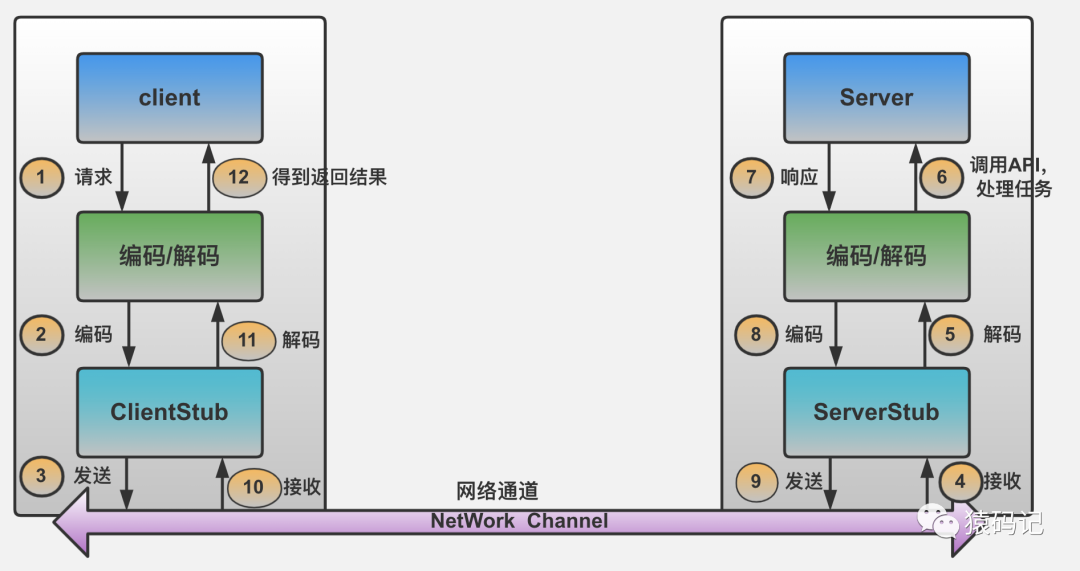 client
Server
1
请求
12
得到返回结果
7
响应
6
调用API，
处理任务
编码/解码
编码/解码
2
编码
11
解码
8
编码
5
解码
ClientStub
ServerStub
3
发送
10
接收
9
发送
4
接收
网络通道
NetWork Channel
猿码记